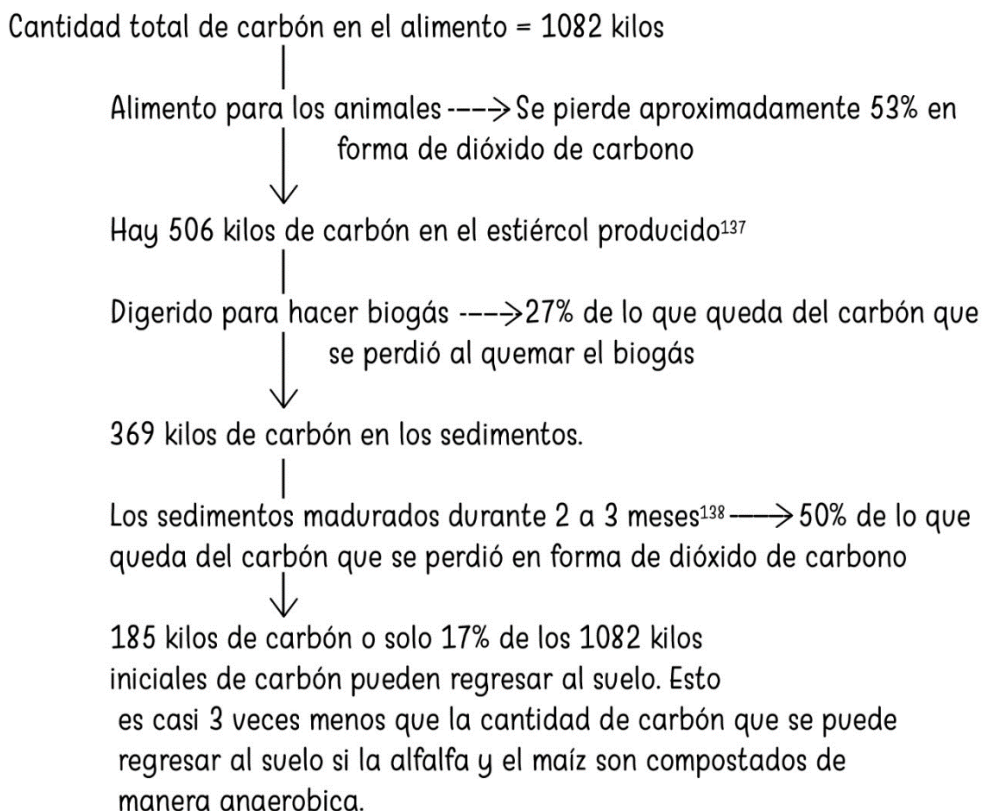 Cantidad total de carbón en el alimento = 1082 kilos
Alimento para los animales ----> Se pierde aproximadamente 53% en
forma de dióxido de carbono
Hay 506 kilos de carbón en el estiércol producido¹³⁷
Digerido para hacer biogás ----> 27% de lo que queda del carbón que
se perdió al quemar el biogás
369 kilos de carbón en los sedimentos.
Los sedimentos madurados durante 2 a 3 meses¹³⁸ ----> 50% de lo que
queda del carbón que se perdió en forma de dióxido de carbono
185 kilos de carbón o solo 17% de los 1082 kilos
iniciales de carbón pueden regresar al suelo. Esto
es casi 3 veces menos que la cantidad de carbón que se puede
regresar al suelo si la alfalfa y el maíz son compostados de
manera anaerobica.